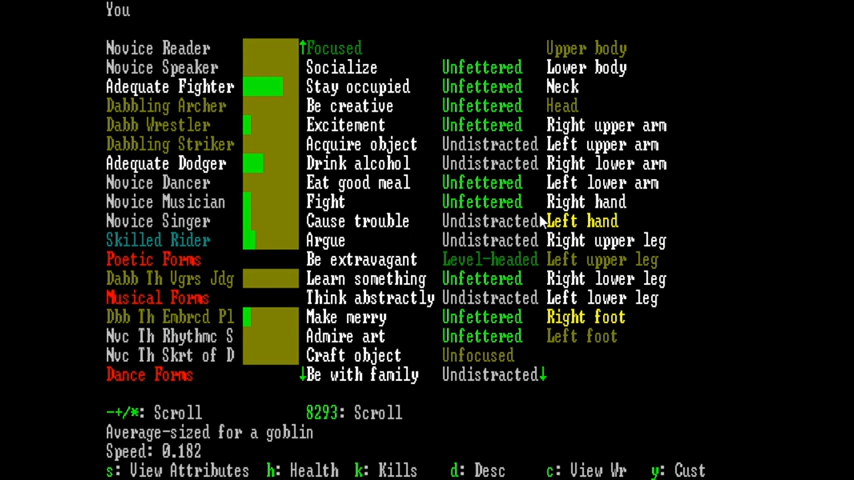 You
Novice Reader ↑Focused Upper body
Novice Speaker Socialize Unfettered Lower body
Adequate Fighter Stay occupied Unfettered Neck
Dabbling Archer Be creative Unfettered Head
Dabb Wrestler Excitement Unfettered Right upper arm
Dabbling Striker Acquire object Undistracted Left upper arm
Adequate Dodger Drink alcohol Undistracted Right lower arm
Novice Dancer Eat good meal Unfettered Left lower arm
Novice Musician Fight Unfettered Right hand
Novice Singer Cause trouble Undistracted Left hand
Skilled Rider Argue Undistracted Right upper leg
Poetic Forms Be extravagant Level-headed Left upper leg
Dabb Th Vgrs Jdg Learn something Unfettered Right lower leg
Musical Forms Think abstractly Undistracted Left lower leg
Dbb Th Embrcd Pl Make merry Unfettered Right foot
Nvc Th Rhythmc S Admire art Unfettered Left foot
Nvc Th Skrt of D Craft object Unfocused
Dance Forms ↓Be with family Undistracted↓
-+/*: Scroll 8293: Scroll
Average-sized for a goblin
Speed: 0.182
s: View Attributes h: Health k: Kills d: Desc c: View Wr y: Cust